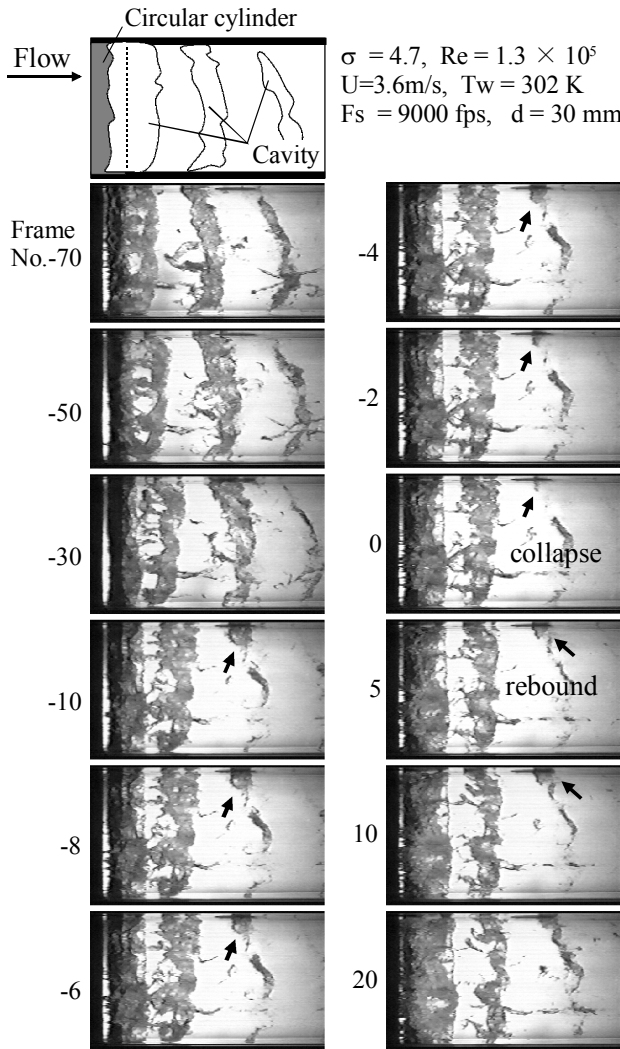 Circular cylinder
Flow
Cavity
σ = 4.7, Re = 1.3 × 10⁵
U=3.6m/s, Tw = 302 K
Fs = 9000 fps, d = 30 mm
Frame
No.-70
-50
-30
-10
-8
-6
-4
-2
0
collapse
5
rebound
10
20